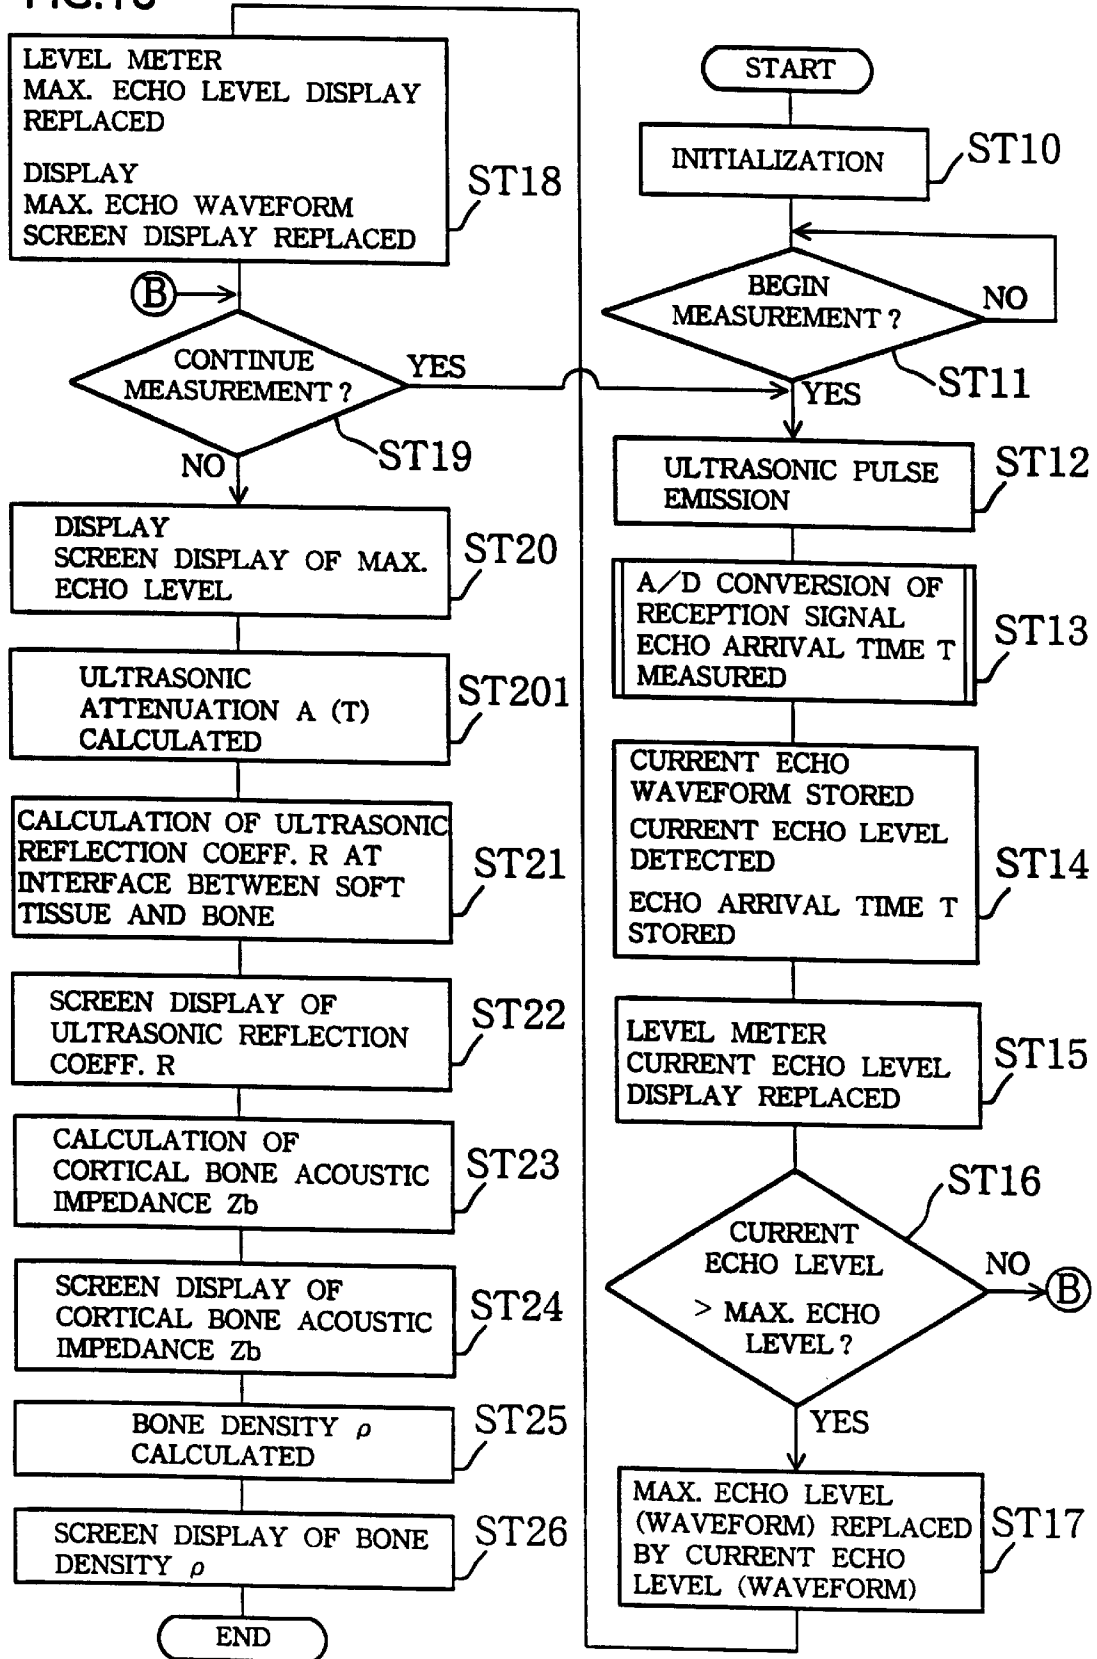 START
INITIALIZATION
ST10
BEGIN
MEASUREMENT?
NO
ST11
YES
ULTRASONIC PULSE
EMISSION
ST12
A/D CONVERSION OF
RECEPTION SIGNAL
ECHO ARRIVAL TIME T
MEASURED
ST13
CURRENT ECHO
WAVEFORM STORED
CURRENT ECHO LEVEL
DETECTED
ECHO ARRIVAL TIME T
STORED
ST14
LEVEL METER
CURRENT ECHO LEVEL
DISPLAY REPLACED
ST15
CURRENT
ECHO LEVEL
> MAX. ECHO
LEVEL?
ST16
NO
B
YES
MAX. ECHO LEVEL
(WAVEFORM) REPLACED
BY CURRENT ECHO
LEVEL (WAVEFORM)
ST17
LEVEL METER
MAX. ECHO LEVEL DISPLAY
REPLACED
DISPLAY
MAX. ECHO WAVEFORM
SCREEN DISPLAY REPLACED
ST18
B
CONTINUE
MEASUREMENT?
YES
ST19
NO
DISPLAY
SCREEN DISPLAY OF MAX.
ECHO LEVEL
ST20
ULTRASONIC
ATTENUATION A (T)
CALCULATED
ST201
CALCULATION OF ULTRASONIC
REFLECTION COEFF. R AT
INTERFACE BETWEEN SOFT
TISSUE AND BONE
ST21
SCREEN DISPLAY OF
ULTRASONIC REFLECTION
COEFF. R
ST22
CALCULATION OF
CORTICAL BONE ACOUSTIC
IMPEDANCE Zb
ST23
SCREEN DISPLAY OF
CORTICAL BONE ACOUSTIC
IMPEDANCE Zb
ST24
BONE DENSITY ρ
CALCULATED
ST25
SCREEN DISPLAY OF BONE
DENSITY ρ
ST26
END